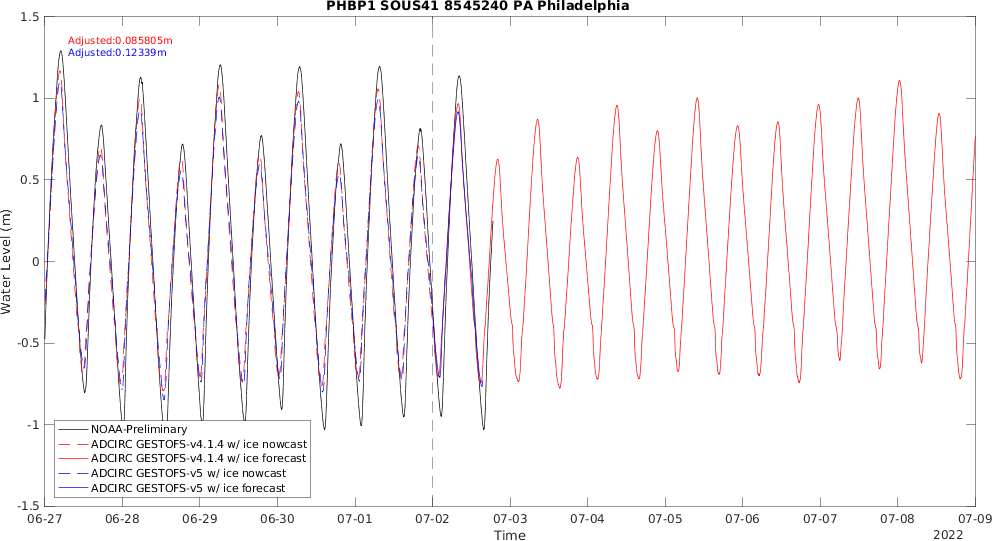 PHBP1 SOUS41 8545240 PA Philadelphia
Adjusted:0.085805m
Adjusted:0.12339m
1.5
1
0.5
0
-0.5
-1
-1.5
Water Level (m)
NOAA-Preliminary
ADCIRC GESTOFS-v4.1.4 w/ ice nowcast
ADCIRC GESTOFS-v4.1.4 w/ ice forecast
ADCIRC GESTOFS-v5 w/ ice nowcast
ADCIRC GESTOFS-v5 w/ ice forecast
06-27 06-28 06-29 06-30 07-01 07-02 07-03 07-04 07-05 07-06 07-07 07-08 07-09
Time
2022